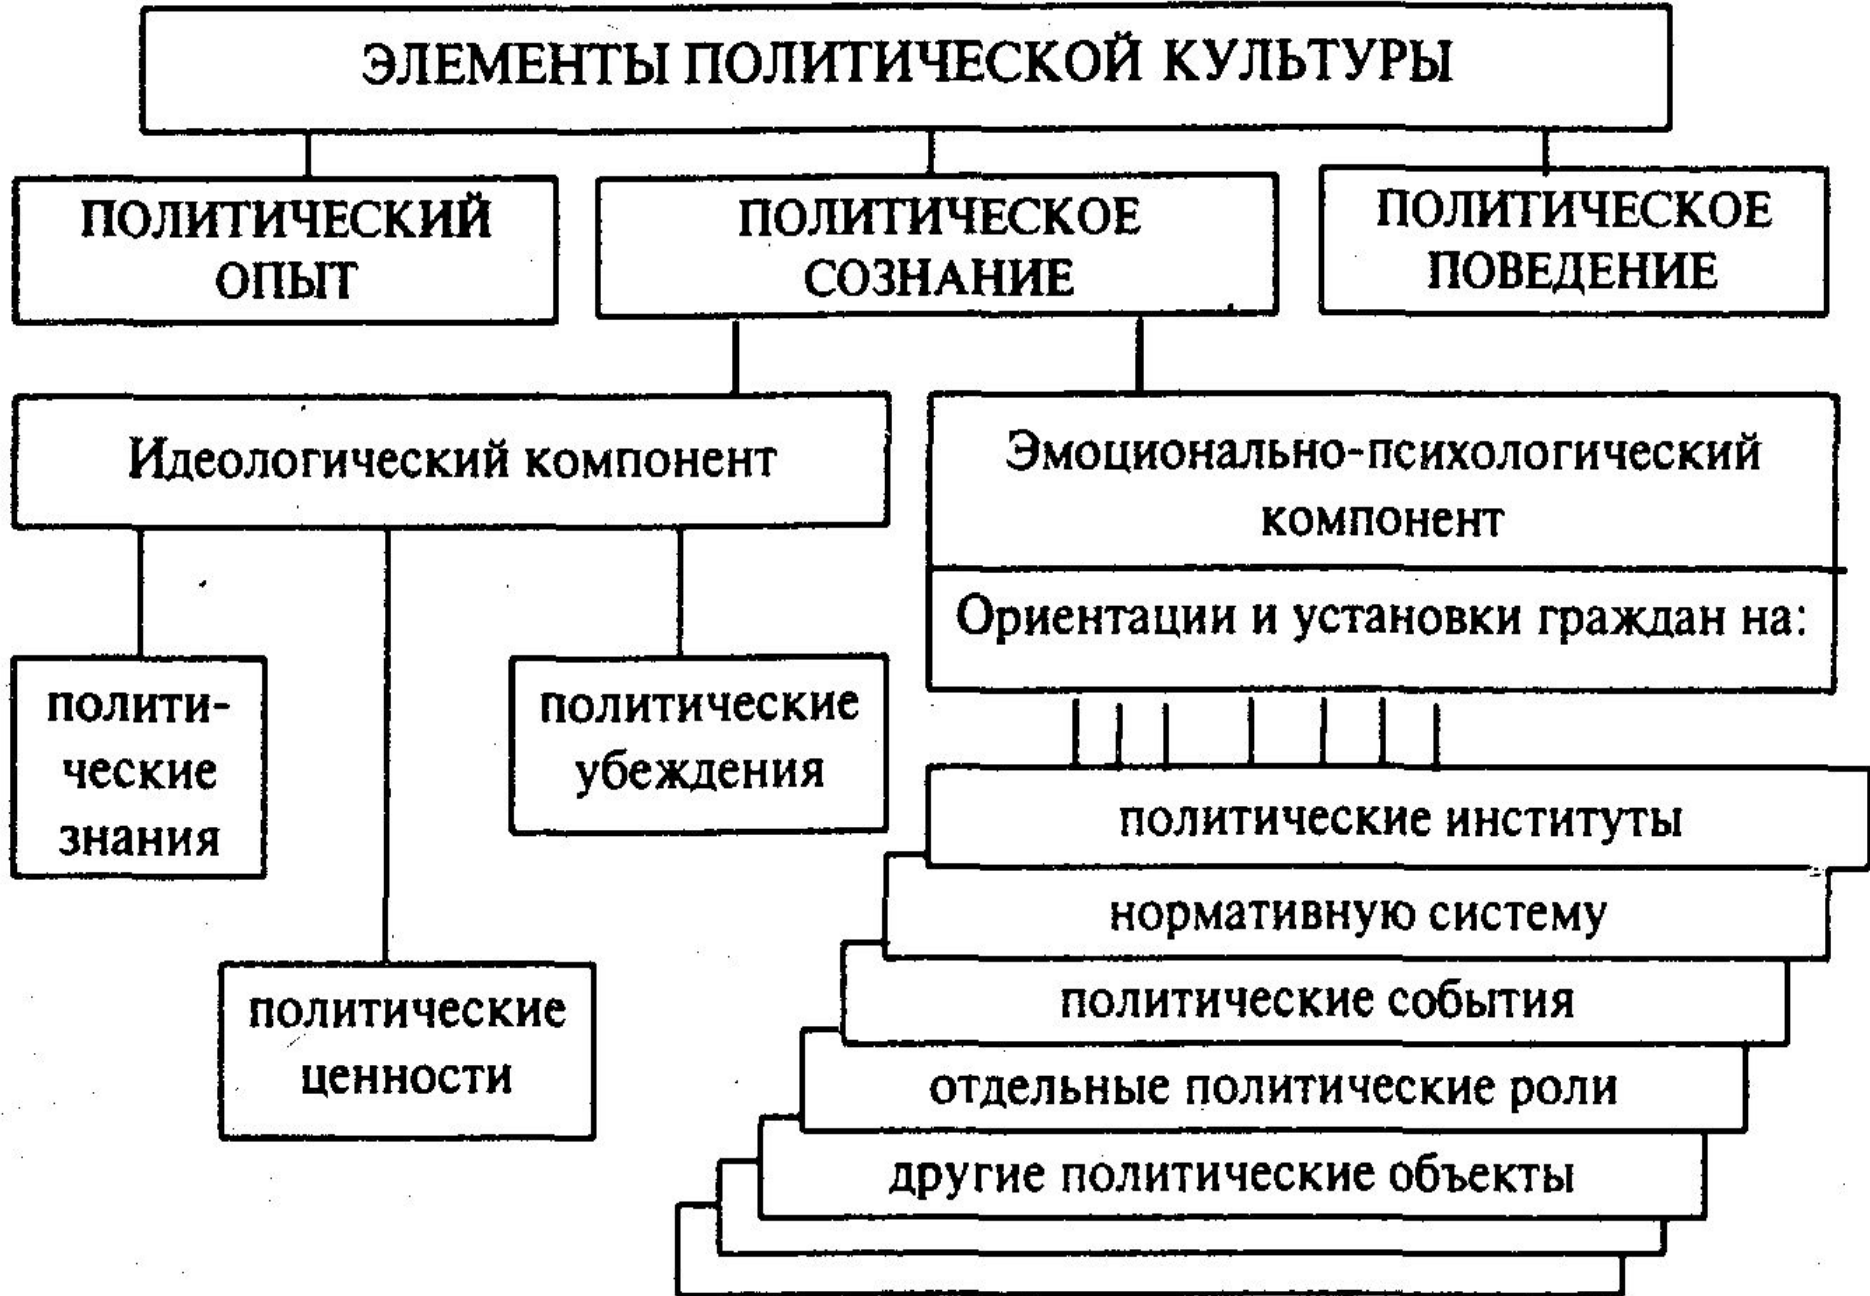 ЭЛЕМЕНТЫ ПОЛИТИЧЕСКОЙ КУЛЬТУРЫ
ПОЛИТИЧЕСКИЙ
ОПЫТ
ПОЛИТИЧЕСКОЕ
СОЗНАНИЕ
ПОЛИТИЧЕСКОЕ
ПОВЕДЕНИЕ
Идеологический компонент
Эмоционально-психологический
компонент
Ориентации и установки граждан на:
полити-
ческие
знания
политические
убеждения
политические
ценности
политические институты
нормативную систему
политические события
отдельные политические роли
другие политические объекты